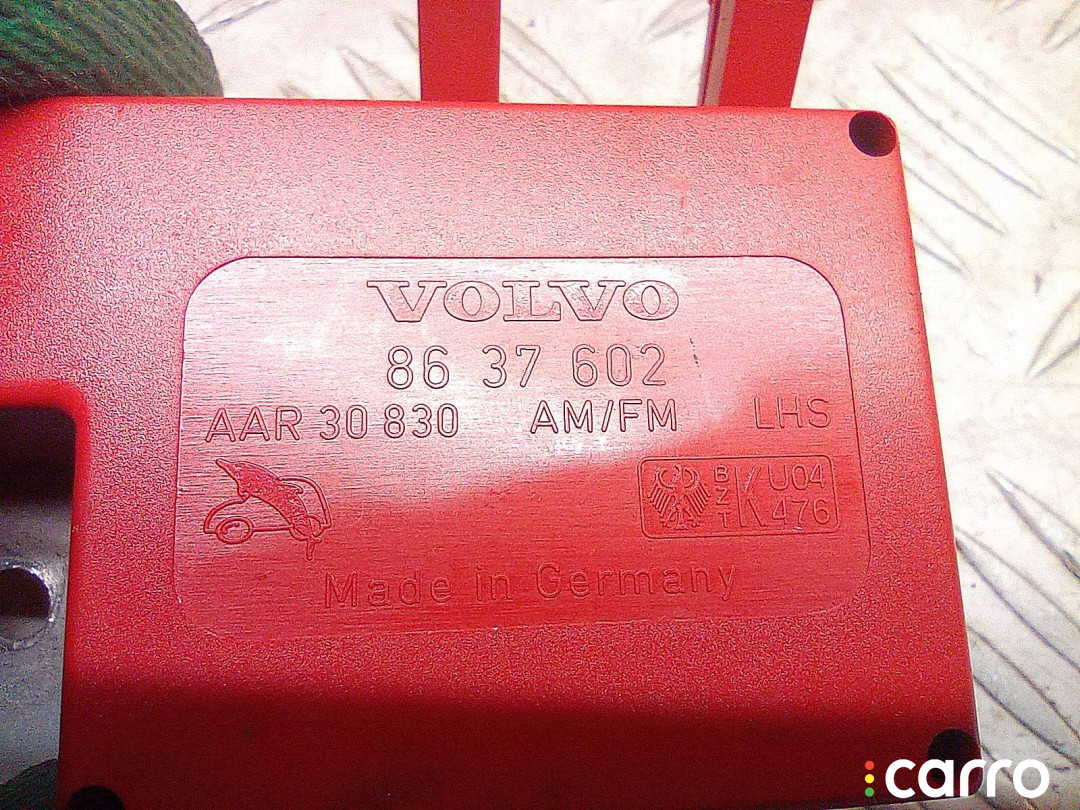 VOLVO
86 37 602
AAR 30 830 AM/FM LHS
BZT K U04 476
Made in Germany
carro